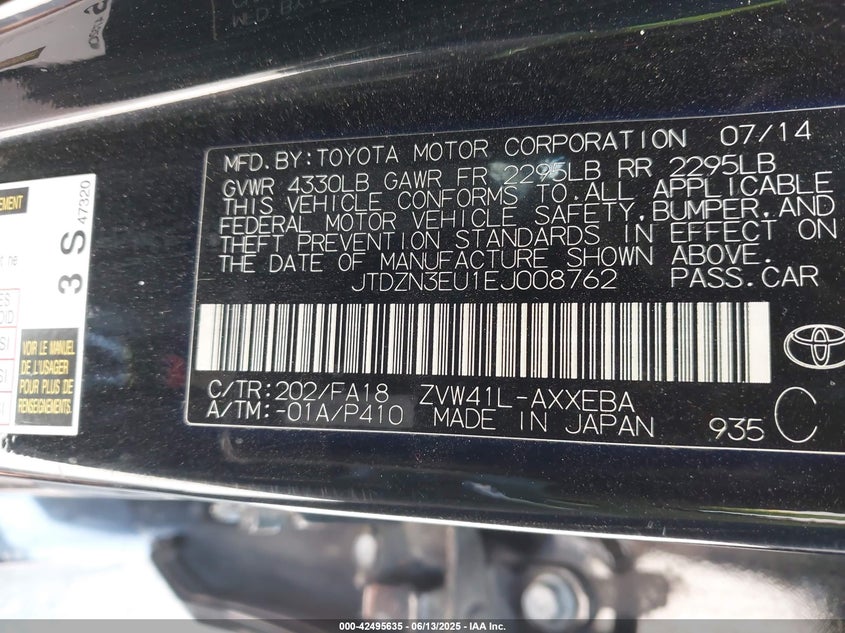 MFD.BY:TOYOTA MOTOR CORPORATION 07/14
GVWR 4330LB GAWR FR 2295LB RR 2295LB
THIS VEHICLE CONFORMS TO ALL APPLICABLE
FEDERAL MOTOR VEHICLE SAFETY,BUMPER,AND
THEFT PREVENTION STANDARDS IN EFFECT ON
THE DATE OF MANUFACTURE SHOWN ABOVE.
JTDZN3EU1EJ008762 PASS.CAR
C/TR:202/FA18 ZVW41L-AXXEBA
A/TM:-01A/P410 MADE IN JAPAN 935 C
3 S 47320
VOIR LE MANUEL
DE L'USAGER
POUR PLUS DE
RENSEIGNEMENTS.
000-42495635 - 06/13/2025 - IAA Inc.